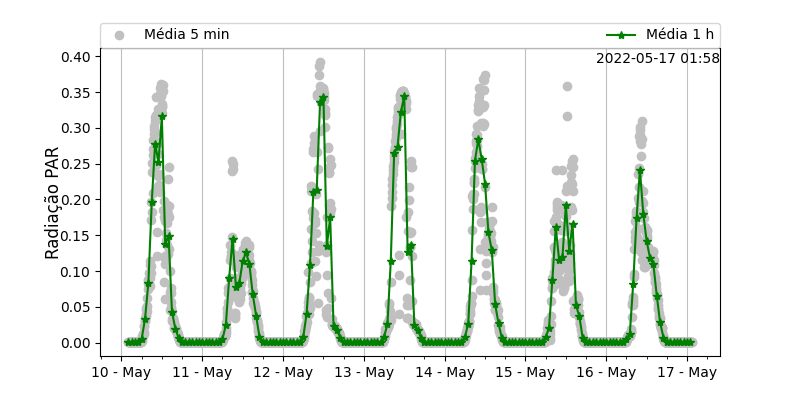 Média 5 min
Média 1 h
2022-05-17 01:58
Radiação PAR
0.40
0.35
0.30
0.25
0.20
0.15
0.10
0.05
0.00
10 - May
11 - May
12 - May
13 - May
14 - May
15 - May
16 - May
17 - May